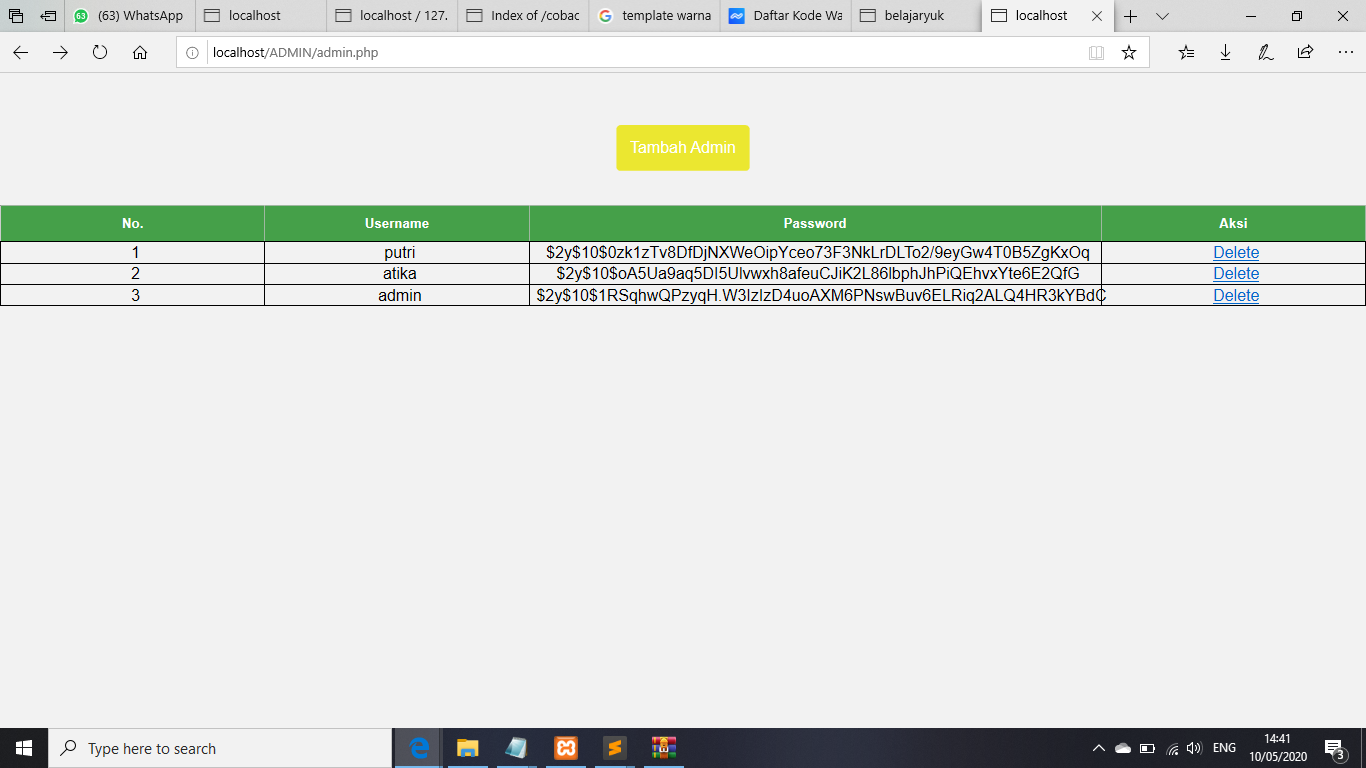 (63) WhatsApp localhost localhost / 127. Index of /cobac template warna Daftar Kode Wa belajaryuk localhost
localhost/ADMIN/admin.php
Tambah Admin
No. Username Password Aksi
1 putri $2y$10$0zk1zTv8DfDjNXWeOipYceo73F3NkLrDLTo2/9eyGw4T0B5ZgKxOq Delete
2 atika $2y$10$oA5Ua9aq5DI5Ulvwxh8afeuCJiK2L86lbphJhPiQEhvxYte6E2QfG Delete
3 admin $2y$10$1RSqhwQPzyqH.W3IzIzD4uoAXM6PNswBuv6ELRiq2ALQ4HR3kYBdC Delete
Type here to search
ENG
14:41
10/05/2020
3